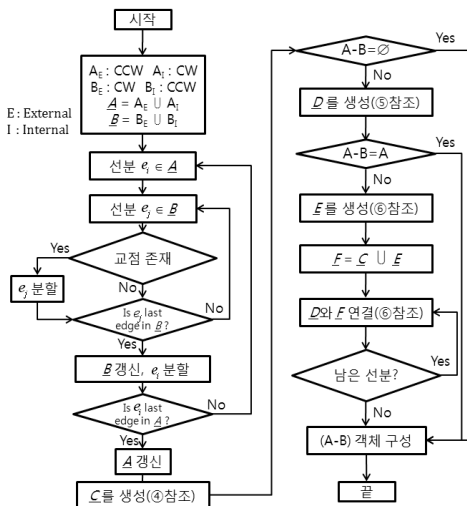 시작
A_E : CCW A_I : CW
B_E : CW B_I : CCW
A = A_E ∪ A_I
B = B_E ∪ B_I
E : External
I : Internal
선분 e_i ∈ A
선분 e_j ∈ B
교점 존재
Yes
No
e_j 분할
Is e_j last
edge in B ?
No
Yes
B 갱신, e_i 분할
Is e_i last
edge in A ?
No
Yes
A 갱신
C를 생성(④참조)
A-B=∅
Yes
No
D 를 생성(⑤참조)
A-B=A
Yes
No
E 를 생성(⑥참조)
F = C ∪ E
D와 F 연결(⑥참조)
남은 선분?
Yes
No
(A-B) 객체 구성
끝